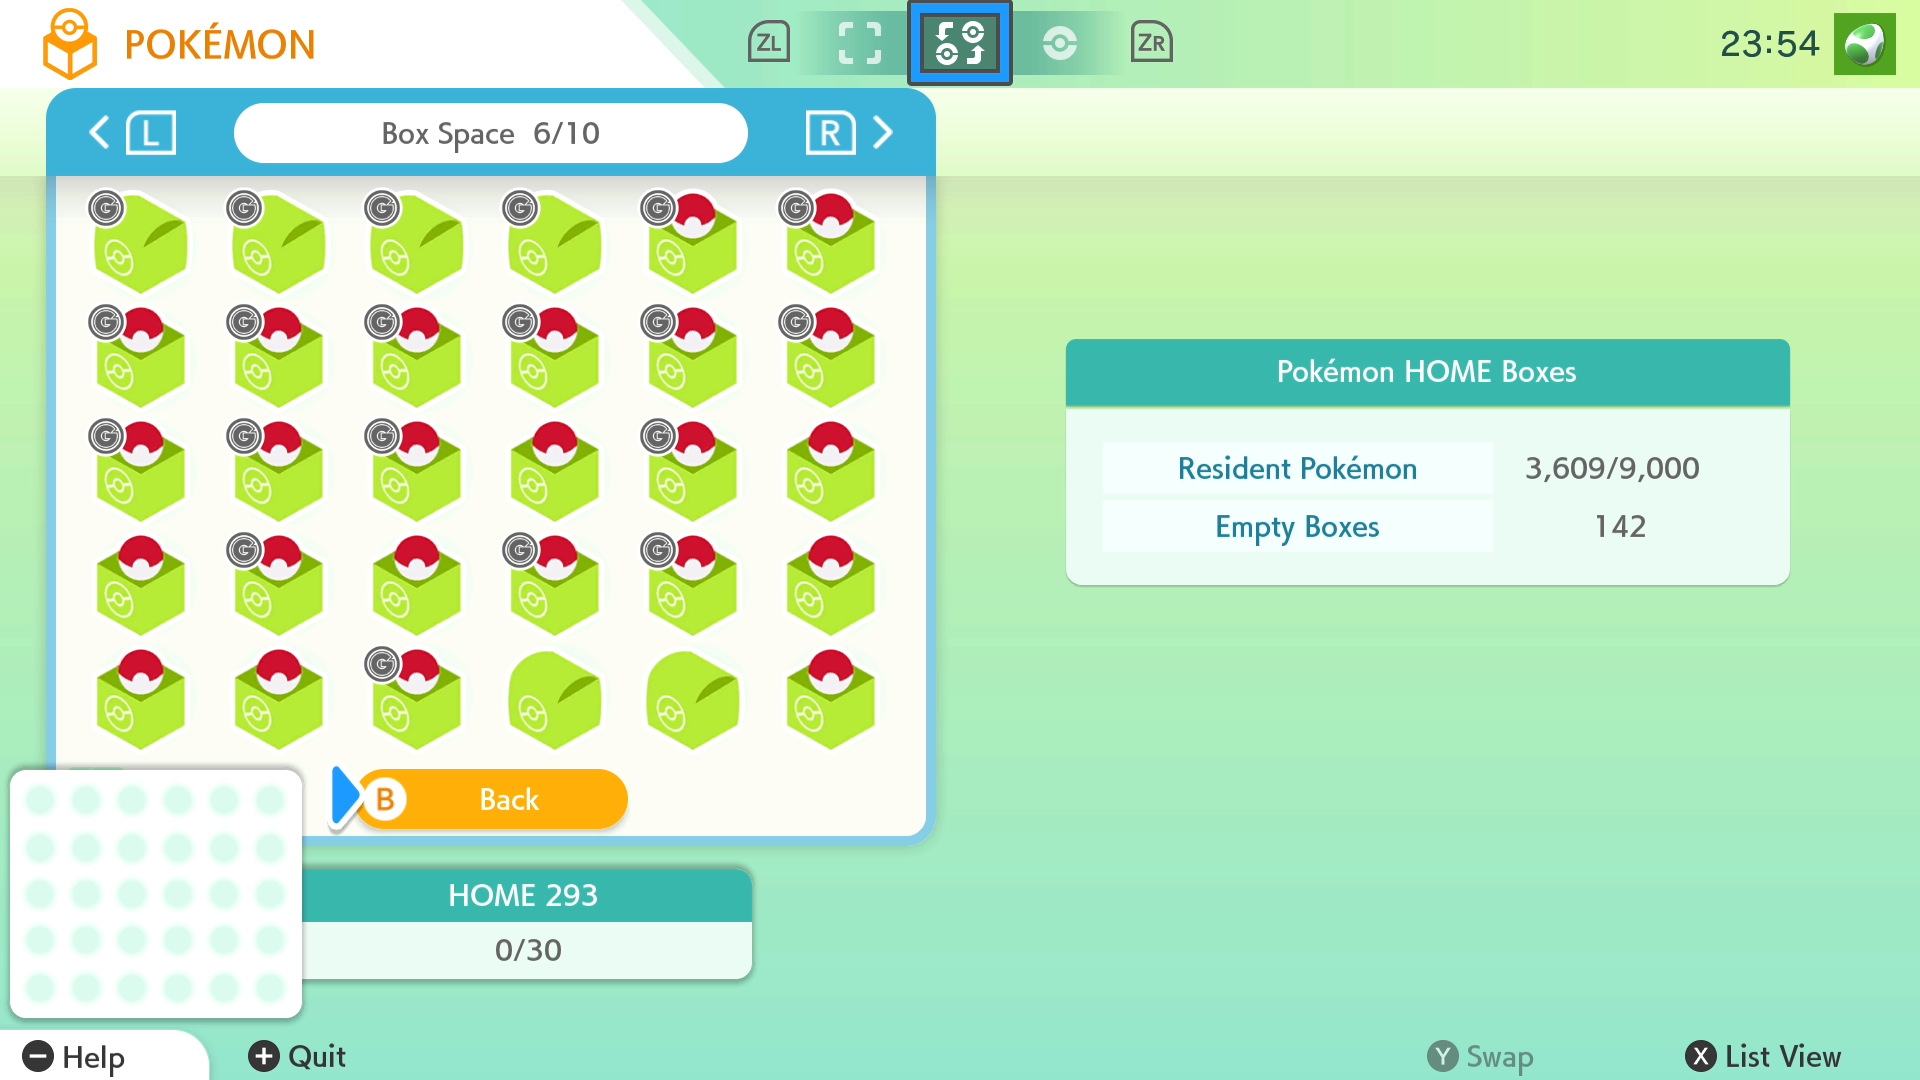 POKÉMON
ZL
ZR
23:54
L
Box Space 6/10
R
Pokémon HOME Boxes
Resident Pokémon 3,609/9,000
Empty Boxes 142
B Back
HOME 293
0/30
Help
Quit
Y Swap
X List View